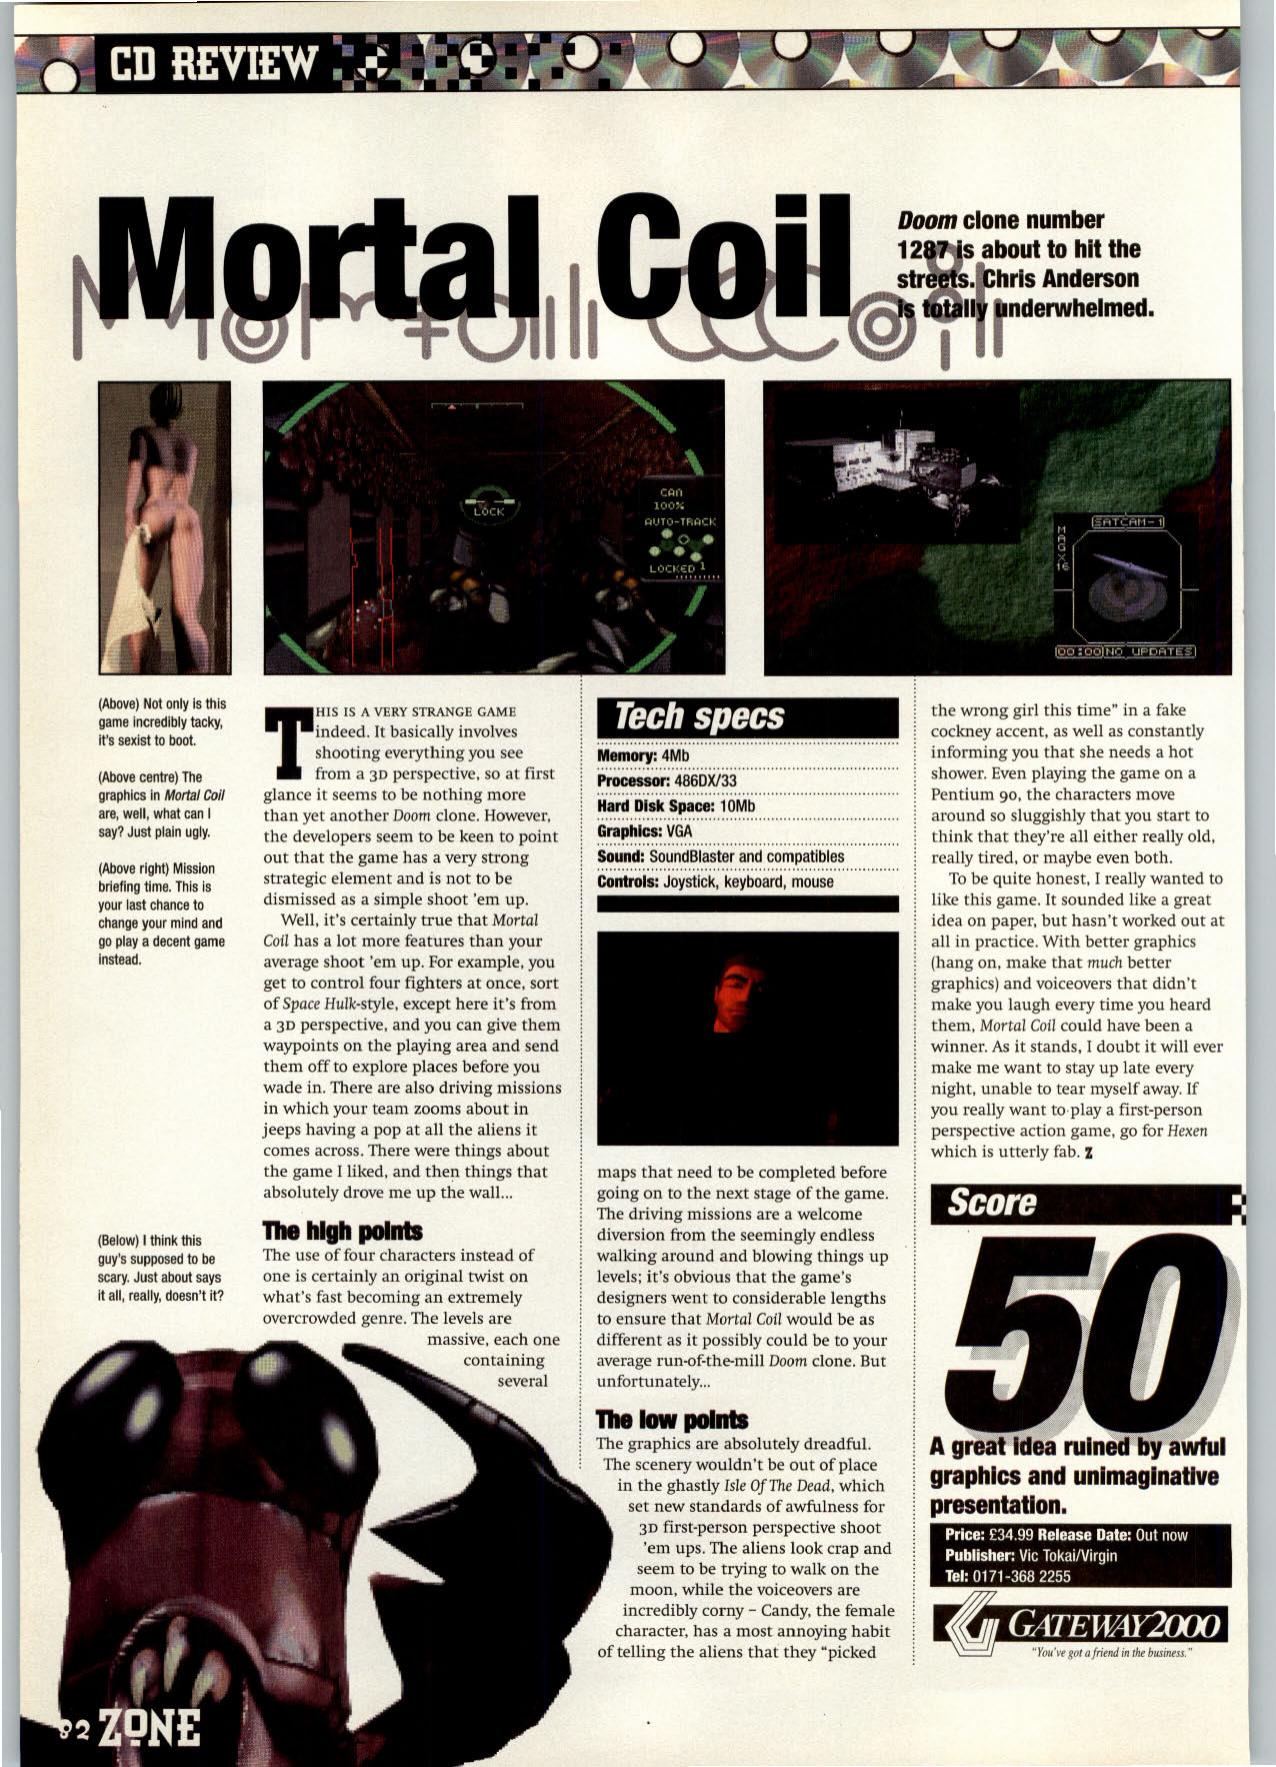 CD REVIEW
Mortal Coil
Mortal Coil
Doom clone number
1287 is about to hit the
streets. Chris Anderson
is totally underwhelmed.
LOCK
CAN
100%
AUTO-TRACK
LOCKED 1
MAG X16
SATCAM-1
00:00 NO UPDATES
(Above) Not only is this
game incredibly tacky,
it's sexist to boot.
(Above centre) The
graphics in Mortal Coil
are, well, what can I
say? Just plain ugly.
(Above right) Mission
briefing time. This is
your last chance to
change your mind and
go play a decent game
instead.
(Below) I think this
guy's supposed to be
scary. Just about says
it all, really, doesn't it?
THIS IS A VERY STRANGE GAME
indeed. It basically involves
shooting everything you see
from a 3D perspective, so at first
glance it seems to be nothing more
than yet another Doom clone. However,
the developers seem to be keen to point
out that the game has a very strong
strategic element and is not to be
dismissed as a simple shoot 'em up.
Well, it's certainly true that Mortal
Coil has a lot more features than your
average shoot 'em up. For example, you
get to control four fighters at once, sort
of Space Hulk-style, except here it's from
a 3D perspective, and you can give them
waypoints on the playing area and send
them off to explore places before you
wade in. There are also driving missions
in which your team zooms about in
jeeps having a pop at all the aliens it
comes across. There were things about
the game I liked, and then things that
absolutely drove me up the wall...
The high points
The use of four characters instead of
one is certainly an original twist on
what's fast becoming an extremely
overcrowded genre. The levels are
massive, each one
containing
several
Tech specs
Memory: 4Mb
Processor: 486DX/33
Hard Disk Space: 10Mb
Graphics: VGA
Sound: SoundBlaster and compatibles
Controls: Joystick, keyboard, mouse
maps that need to be completed before
going on to the next stage of the game.
The driving missions are a welcome
diversion from the seemingly endless
walking around and blowing things up
levels; it's obvious that the game's
designers went to considerable lengths
to ensure that Mortal Coil would be as
different as it possibly could be to your
average run-of-the-mill Doom clone. But
unfortunately...
The low points
The graphics are absolutely dreadful.
The scenery wouldn't be out of place
in the ghastly Isle Of The Dead, which
set new standards of awfulness for
3D first-person perspective shoot
'em ups. The aliens look crap and
seem to be trying to walk on the
moon, while the voiceovers are
incredibly corny – Candy, the female
character, has a most annoying habit
of telling the aliens that they "picked
the wrong girl this time" in a fake
cockney accent, as well as constantly
informing you that she needs a hot
shower. Even playing the game on a
Pentium 90, the characters move
around so sluggishly that you start to
think that they're all either really old,
really tired, or maybe even both.
To be quite honest, I really wanted to
like this game. It sounded like a great
idea on paper, but hasn't worked out at
all in practice. With better graphics
(hang on, make that much better
graphics) and voiceovers that didn't
make you laugh every time you heard
them, Mortal Coil could have been a
winner. As it stands, I doubt it will ever
make me want to stay up late every
night, unable to tear myself away. If
you really want to play a first-person
perspective action game, go for Hexen
which is utterly fab. Z
Score
50
A great idea ruined by awful
graphics and unimaginative
presentation.
Price: £34.99 Release Date: Out now
Publisher: Vic Tokai/Virgin
Tel: 0171-368 2255
GATEWAY2000
"You've got a friend in the business."
82 ZONE